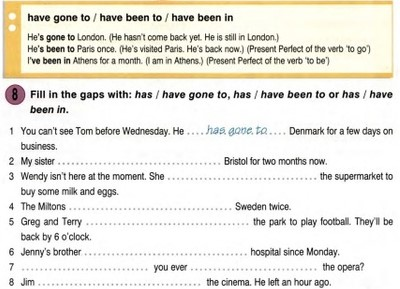 have gone to / have been to / have been in
He's gone to London. (He hasn't come back yet. He is still in London.)
He's been to Paris once. (He's visited Paris. He's back now.) (Present Perfect of the verb 'to go')
I've been in Athens for a month. (I am in Athens.) (Present Perfect of the verb 'to be')
8 Fill in the gaps with: has / have gone to, has / have been to or has / have
been in.
1 You can't see Tom before Wednesday. He ....has gone to.... Denmark for a few days on
business.
2 My sister ................................................ Bristol for two months now.
3 Wendy isn't here at the moment. She ................................................ the supermarket to
buy some milk and eggs.
4 The Miltons ................................................ Sweden twice.
5 Greg and Terry ................................................ the park to play football. They'll be
back by 6 o'clock.
6 Jenny's brother ................................................ hospital since Monday.
7 ................................ you ever ................................ the opera?
8 Jim ................................................ the cinema. He left an hour ago.